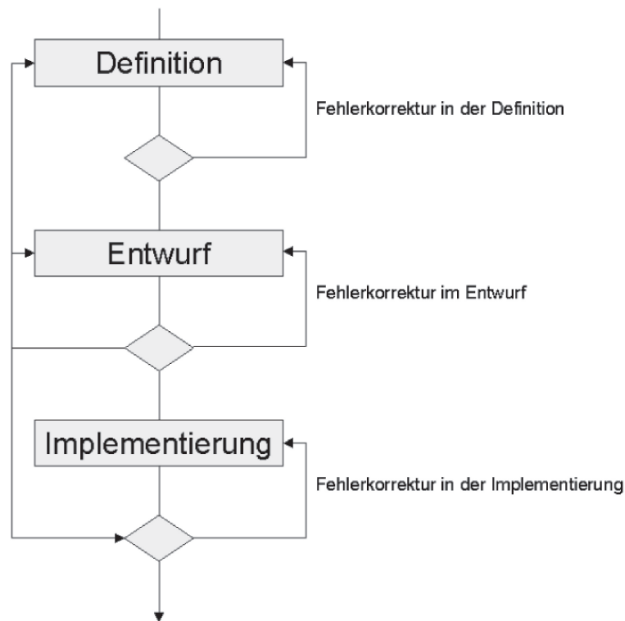 Definition
Fehlerkorrektur in der Definition
Entwurf
Fehlerkorrektur im Entwurf
Implementierung
Fehlerkorrektur in der Implementierung